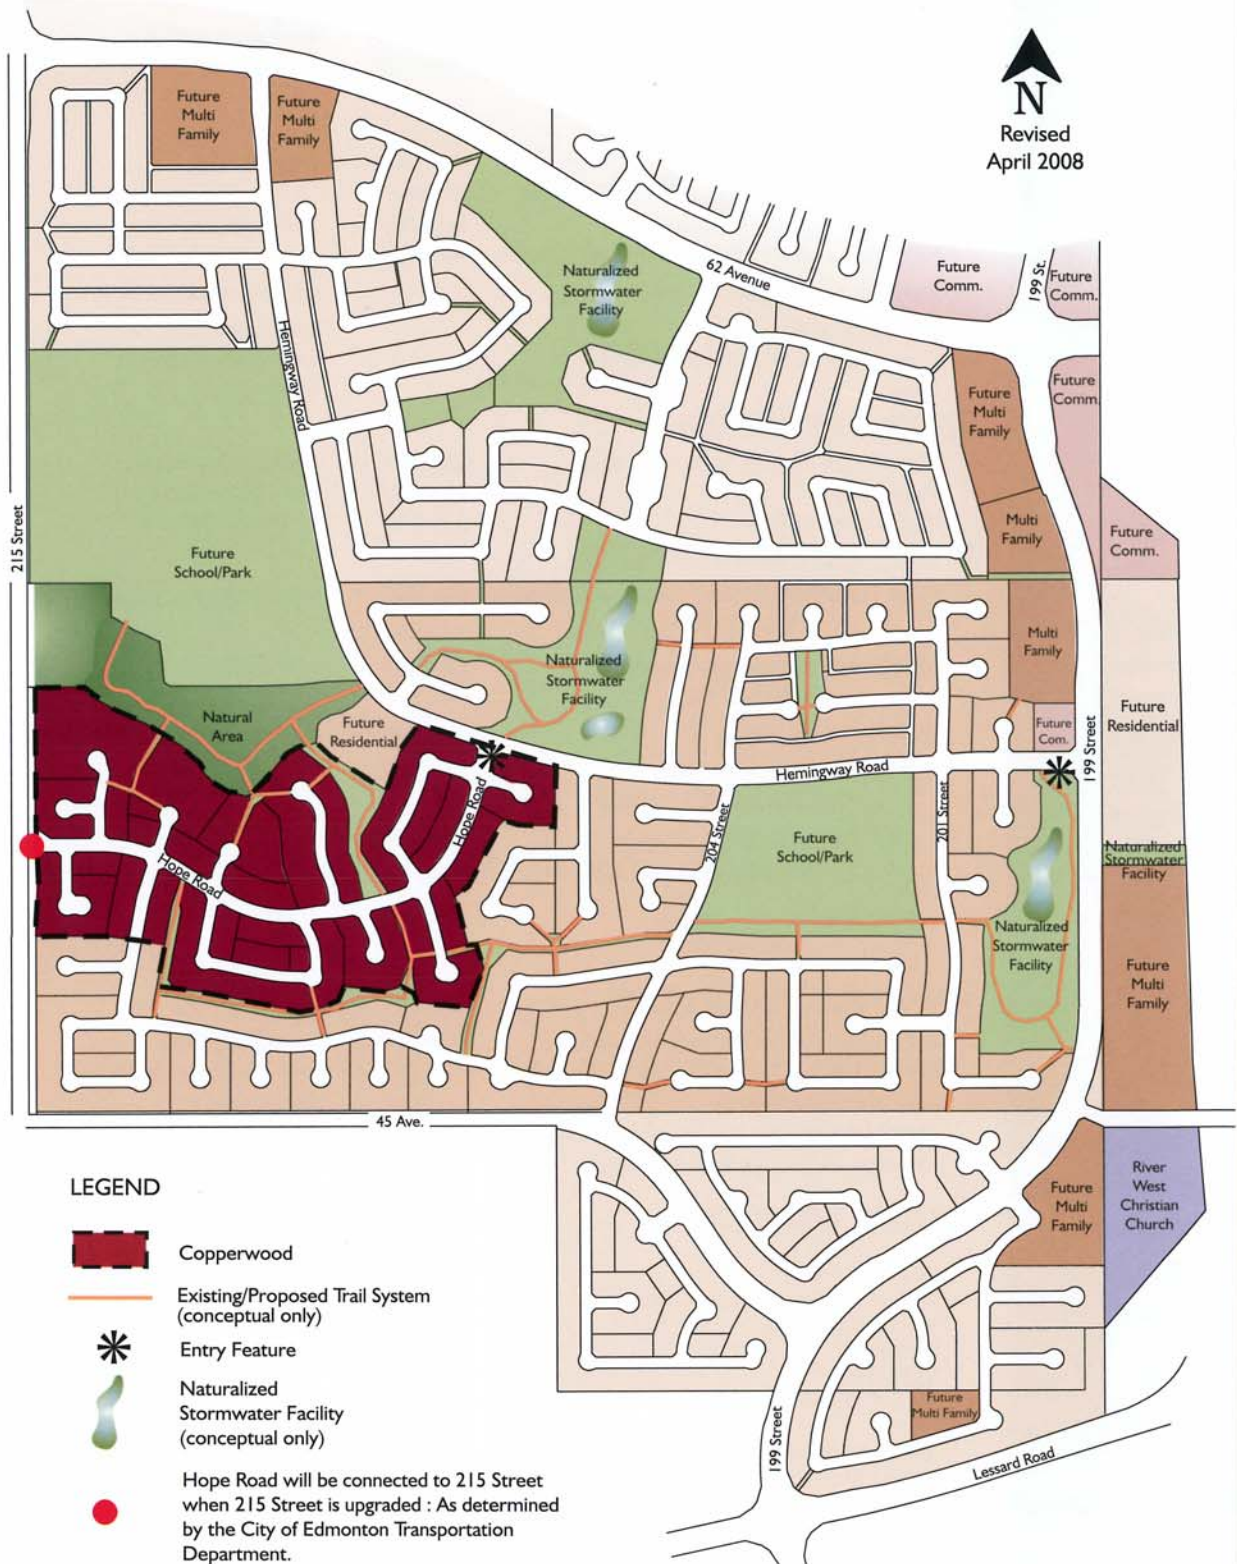 N
Revised
April 2008
Future
Multi
Family
Future
Multi
Family
Naturalized
Stormwater
Facility
62 Avenue
Future
Comm.
199 St.
Future
Comm.
Hemingway Road
Future
Comm.
Future
Multi
Family
215 Street
Future
School/Park
Multi
Family
Future
Comm.
Naturalized
Stormwater
Facility
Multi
Family
Natural
Area
Future
Residential
Future
Residential
Future
Com.
199 Street
Hemingway Road
Hope Road
204 Street
201 Street
Future
School/Park
Hope Road
Naturalized
Stormwater
Facility
Naturalized
Stormwater
Facility
Future
Multi
Family
45 Ave.
Future
Multi
Family
River
West
Christian
Church
Future
Multi Family
199 Street
Lessard Road
LEGEND
Copperwood
Existing/Proposed Trail System
(conceptual only)
Entry Feature
Naturalized
Stormwater Facility
(conceptual only)
Hope Road will be connected to 215 Street
when 215 Street is upgraded : As determined
by the City of Edmonton Transportation
Department.